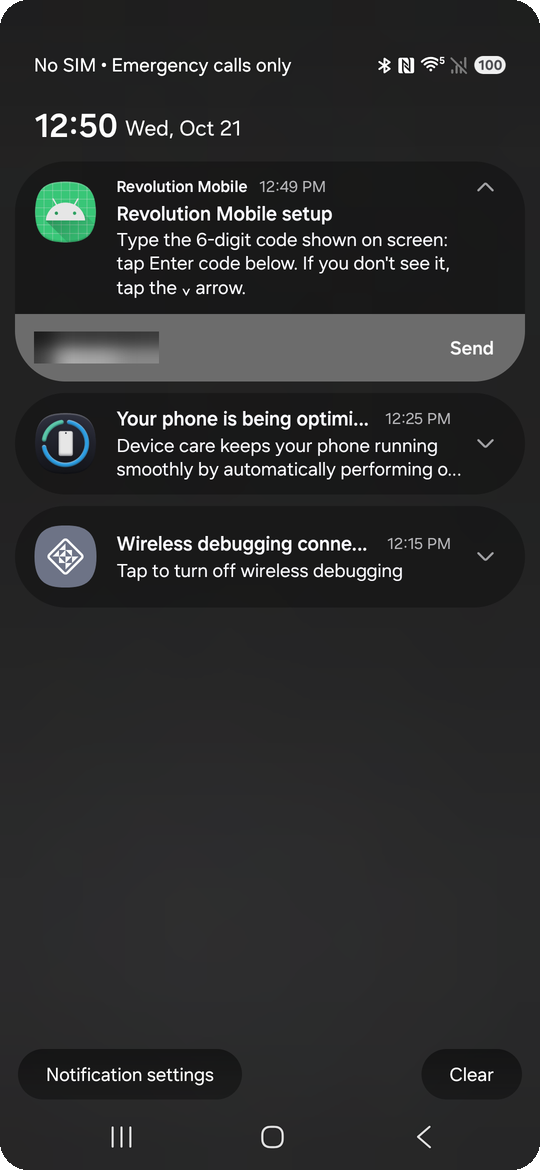 No SIM • Emergency calls only
5
100
12:50 Wed, Oct 21
Revolution Mobile 12:49 PM
Revolution Mobile setup
Type the 6-digit code shown on screen:
tap Enter code below. If you don't see it,
tap the ˅ arrow.
Send
Your phone is being optimi... 12:25 PM
Device care keeps your phone running
smoothly by automatically performing o...
Wireless debugging conne... 12:15 PM
Tap to turn off wireless debugging
Notification settings
Clear